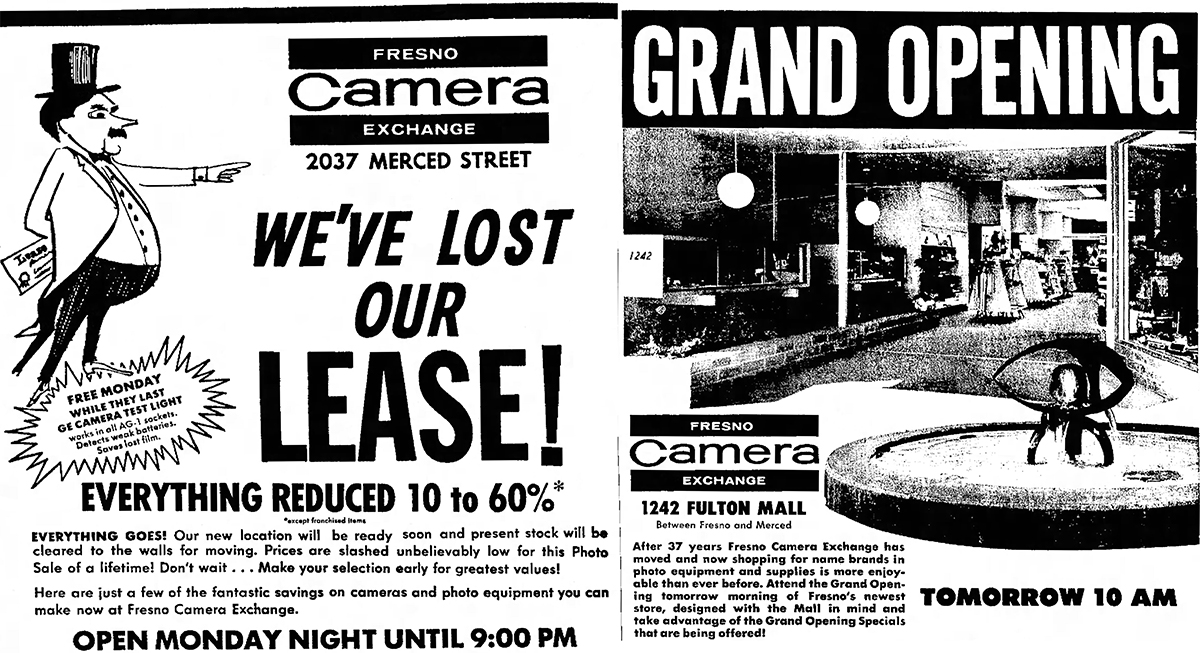 FRESNO
Camera
EXCHANGE
2037 MERCED STREET
WE'VE LOST
OUR
LEASE!
FREE MONDAY
WHILE THEY LAST
GE CAMERA TEST LIGHT
works in all AG-1 sockets.
Detects weak batteries.
Saves lost film.
EVERYTHING REDUCED 10 to 60%*
*except franchised items
EVERYTHING GOES! Our new location will be ready soon and present stock will be
cleared to the walls for moving. Prices are slashed unbelievably low for this Photo
Sale of a lifetime! Don't wait . . . Make your selection early for greatest values!
Here are just a few of the fantastic savings on cameras and photo equipment you can
make now at Fresno Camera Exchange.
OPEN MONDAY NIGHT UNTIL 9:00 PM
GRAND OPENING
1242
FRESNO
Camera
EXCHANGE
1242 FULTON MALL
Between Fresno and Merced
After 37 years Fresno Camera Exchange has
moved and now shopping for name brands in
photo equipment and supplies is more enjoy-
able than ever before. Attend the Grand Open-
ing tomorrow morning of Fresno's newest
store, designed with the Mall in mind and
take advantage of the Grand Opening Specials
that are being offered!
TOMORROW 10 AM